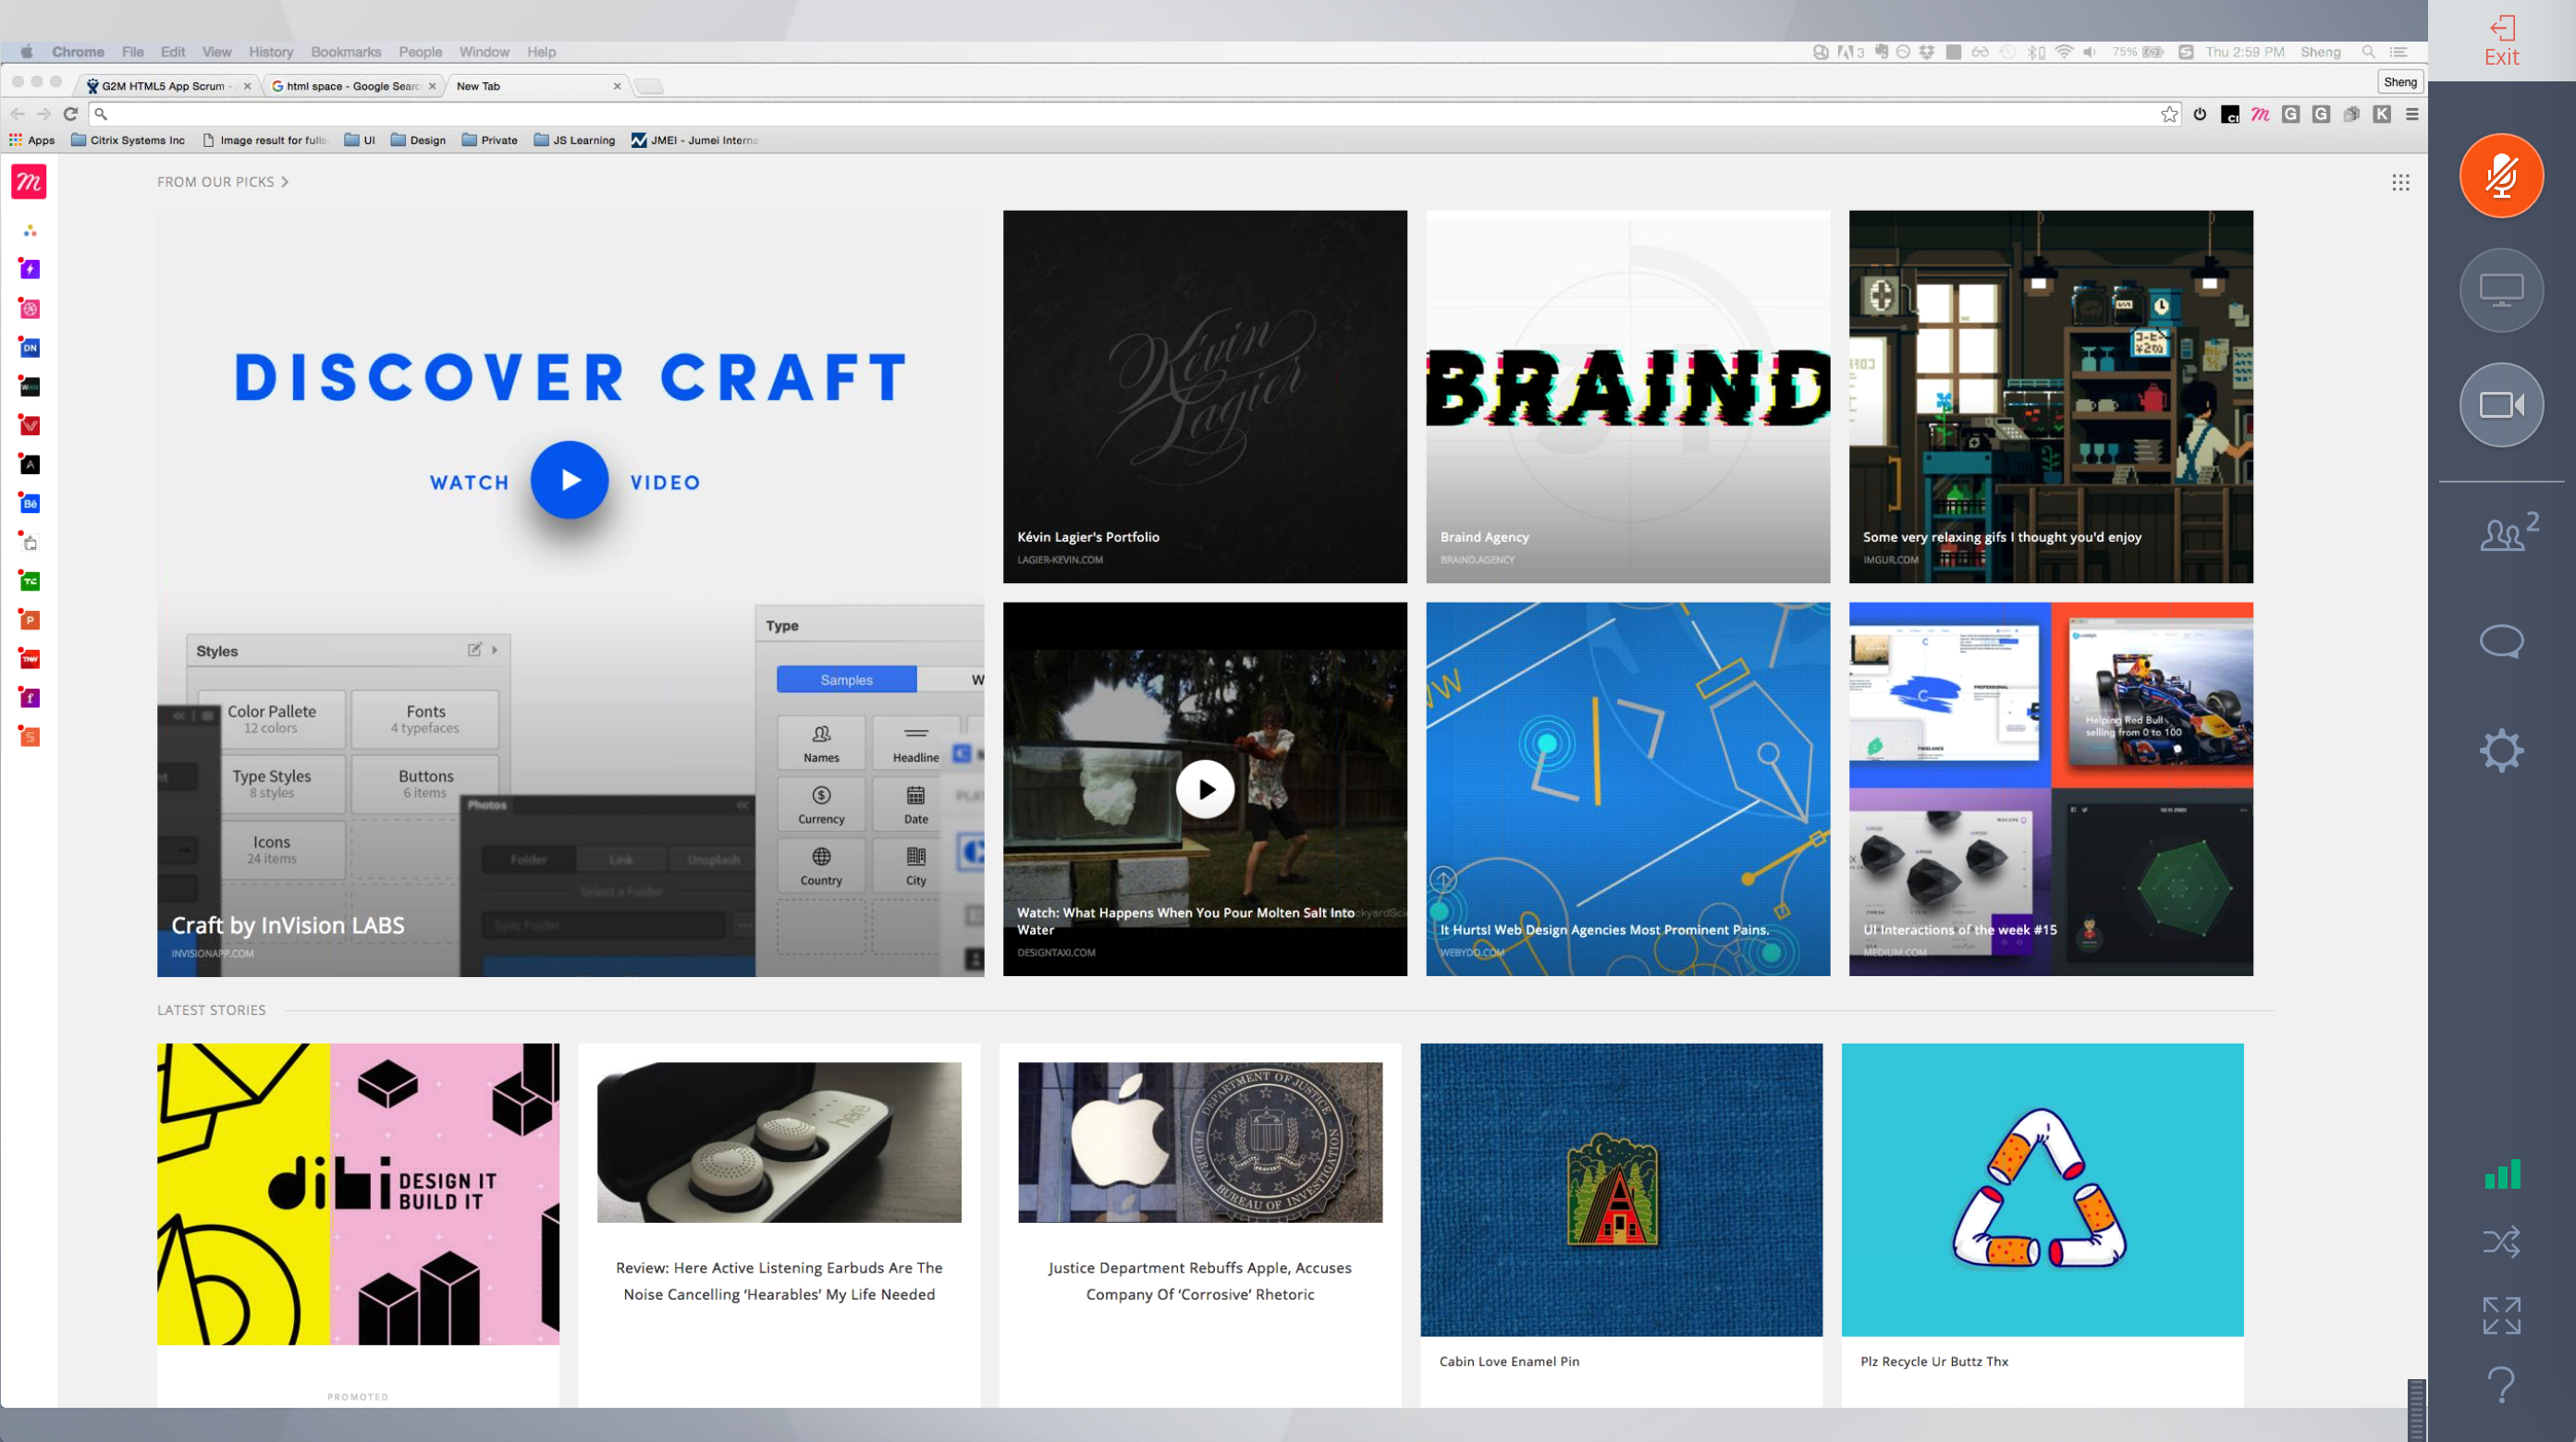 Chrome File Edit View History Bookmarks People Window Help
3 75% Thu 2:59 PM Sheng
Exit
G2M HTML5 App Scrum -
html space - Google Searc
New Tab
Sheng
Apps Citrix Systems Inc Image result for fulls UI Design Private JS Learning JMEI - Jumei Interna
FROM OUR PICKS
DISCOVER CRAFT
WATCH VIDEO
Styles
Color Pallete
12 colors
Fonts
4 typefaces
Type Styles
8 styles
Buttons
6 items
Icons
24 items
Photos
Folder Link Unsplash
Select a Folder
Sync Folder
Type
Samples W
Names
Headline
Currency
Date
Country
City
Craft by InVision LABS
INVISIONAPP.COM
Kévin
Lagier
Kévin Lagier's Portfolio
LAGIER-KEVIN.COM
BRAIND
Braind Agency
BRAIND.AGENCY
Some very relaxing gifs I thought you'd enjoy
IMGUR.COM
Watch: What Happens When You Pour Molten Salt Into
Water
DESIGNTAXI.COM
It Hurts! Web Design Agencies Most Prominent Pains.
WEBYDO.COM
Helping Red Bull
selling from 0 to 100
UI Interactions of the week #15
MEDIUM.COM
2
DN
A
Bē
TC
P
TNW
f
S
LATEST STORIES
dibi DESIGN IT
BUILD IT
PROMOTED
here
Review: Here Active Listening Earbuds Are The
Noise Cancelling ‘Hearables’ My Life Needed
DEPARTMENT OF JUSTICE
FEDERAL BUREAU OF INVESTIGATION
Justice Department Rebuffs Apple, Accuses
Company Of ‘Corrosive’ Rhetoric
Cabin Love Enamel Pin
Plz Recycle Ur Buttz Thx